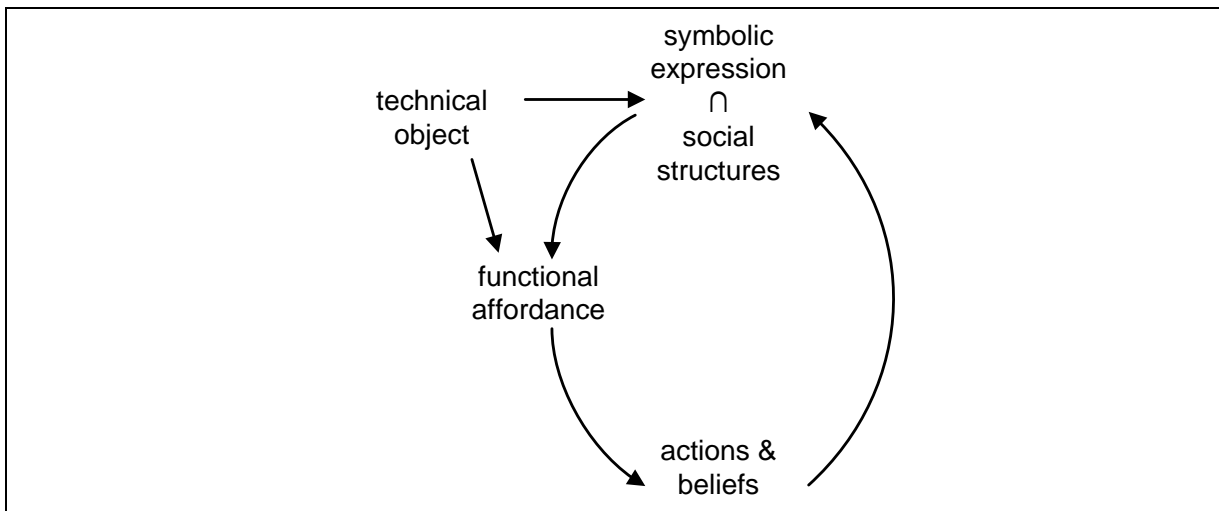 symbolic
expression
∩
social
structures
technical
object
functional
affordance
actions &
beliefs